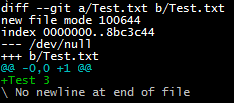 diff --git a/Test.txt b/Test.txt
new file mode 100644
index 0000000..8bc3c44
--- /dev/null
+++ b/Test.txt
@@ -0,0 +1 @@
+Test 3
\ No newline at end of file